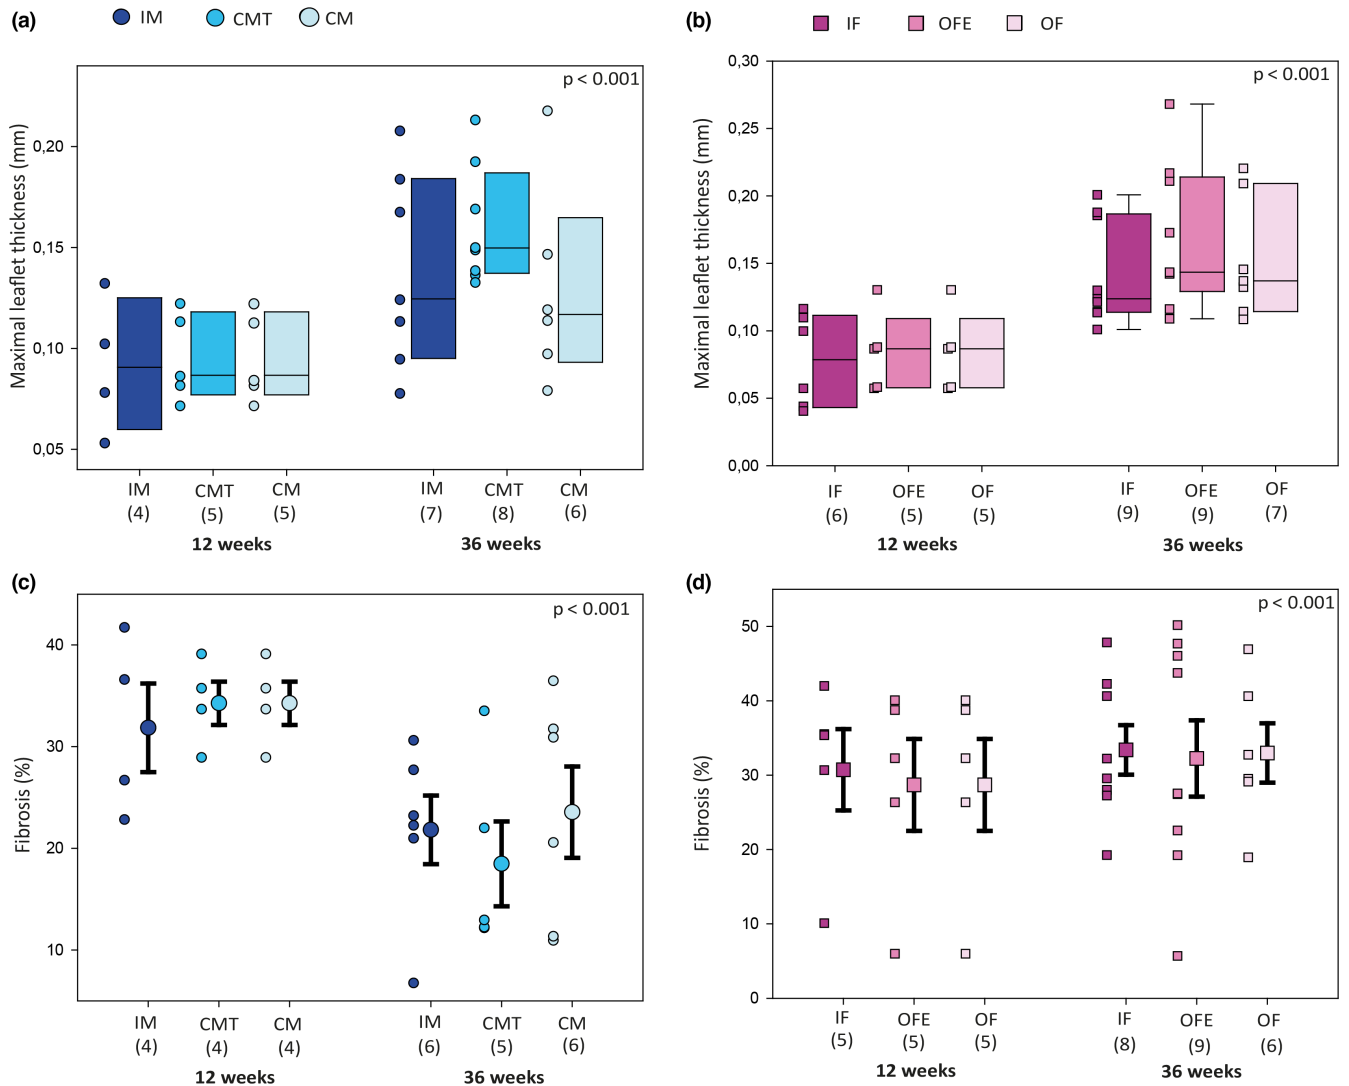 (a)
IM CMT CM
p < 0.001
Maximal leaflet thickness (mm)
0,20
0,15
0,10
0,05
IM CMT CM IM CMT CM
(4) (5) (5) (7) (8) (6)
12 weeks 36 weeks
(b)
IF OFE OF
p < 0.001
Maximal leaflet thickness (mm)
0,30
0,25
0,20
0,15
0,10
0,05
0,00
IF OFE OF IF OFE OF
(6) (5) (5) (9) (9) (7)
12 weeks 36 weeks
(c)
p < 0.001
Fibrosis (%)
40
30
20
10
IM CMT CM IM CMT CM
(4) (4) (4) (6) (5) (6)
12 weeks 36 weeks
(d)
p < 0.001
Fibrosis (%)
50
40
30
20
10
0
IF OFE OF IF OFE OF
(5) (5) (5) (8) (9) (6)
12 weeks 36 weeks